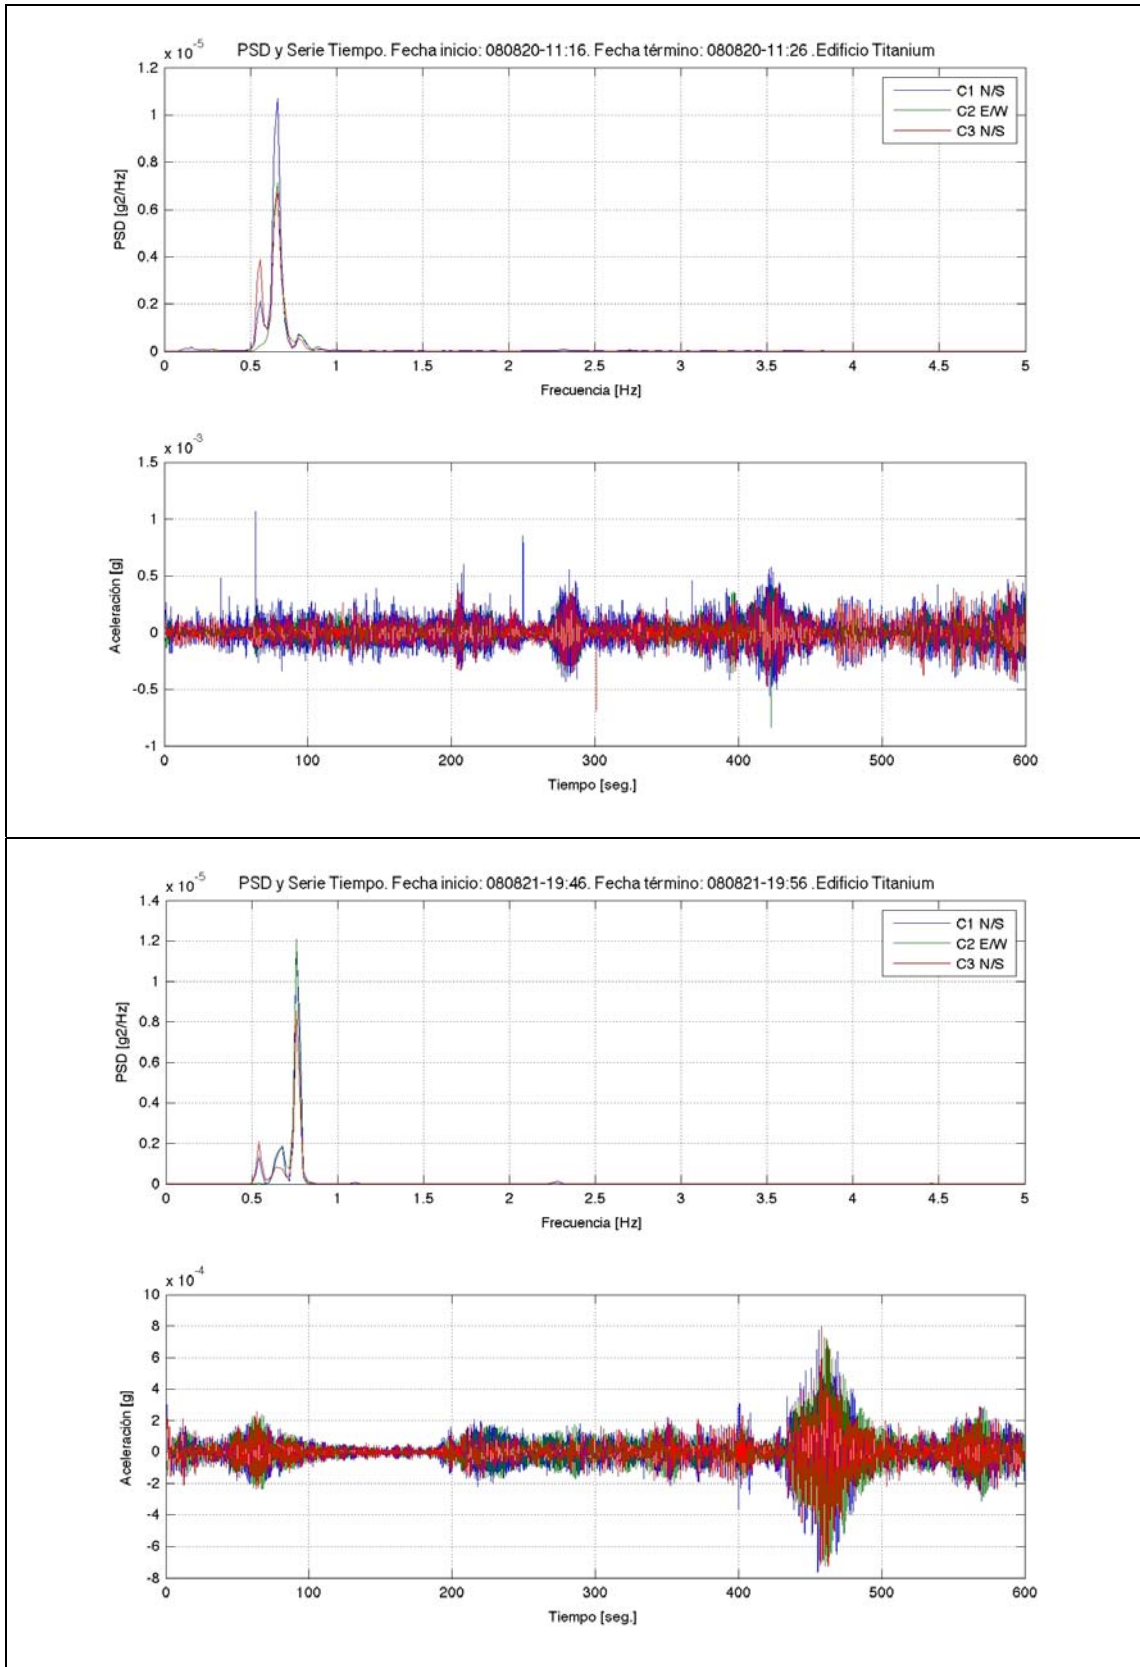 x 10-5
PSD y Serie Tiempo. Fecha inicio: 080820-11:16. Fecha término: 080820-11:26 .Edificio Titanium
1.2
1
0.8
0.6
0.4
0.2
0
PSD [g2/Hz]
C1 N/S
C2 E/W
C3 N/S
0 0.5 1 1.5 2 2.5 3 3.5 4 4.5 5
Frecuencia [Hz]
x 10-3
1.5
1
0.5
0
-0.5
-1
Aceleración [g]
0 100 200 300 400 500 600
Tiempo [seg.]
x 10-5
PSD y Serie Tiempo. Fecha inicio: 080821-19:46. Fecha término: 080821-19:56 .Edificio Titanium
1.4
1.2
1
0.8
0.6
0.4
0.2
0
PSD [g2/Hz]
C1 N/S
C2 E/W
C3 N/S
0 0.5 1 1.5 2 2.5 3 3.5 4 4.5 5
Frecuencia [Hz]
x 10-4
10
8
6
4
2
0
-2
-4
-6
-8
Aceleración [g]
0 100 200 300 400 500 600
Tiempo [seg.]